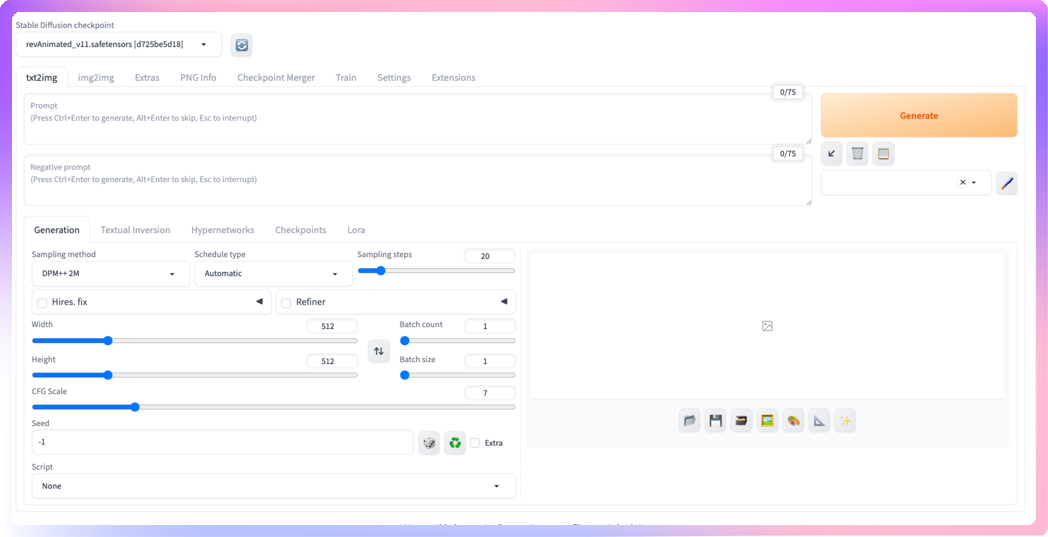 Stable Diffusion checkpoint
revAnimated_v11.safetensors [d725be5d18]
txt2img img2img Extras PNG Info Checkpoint Merger Train Settings Extensions
0/75
Prompt
(Press Ctrl+Enter to generate, Alt+Enter to skip, Esc to interrupt)
Generate
0/75
Negative prompt
(Press Ctrl+Enter to generate, Alt+Enter to skip, Esc to interrupt)
Generation Textual Inversion Hypernetworks Checkpoints Lora
Sampling method Schedule type Sampling steps 20
DPM++ 2M Automatic
Hires. fix Refiner
Width 512 Batch count 1
Height 512 Batch size 1
CFG Scale 7
Seed
-1 Extra
Script
None